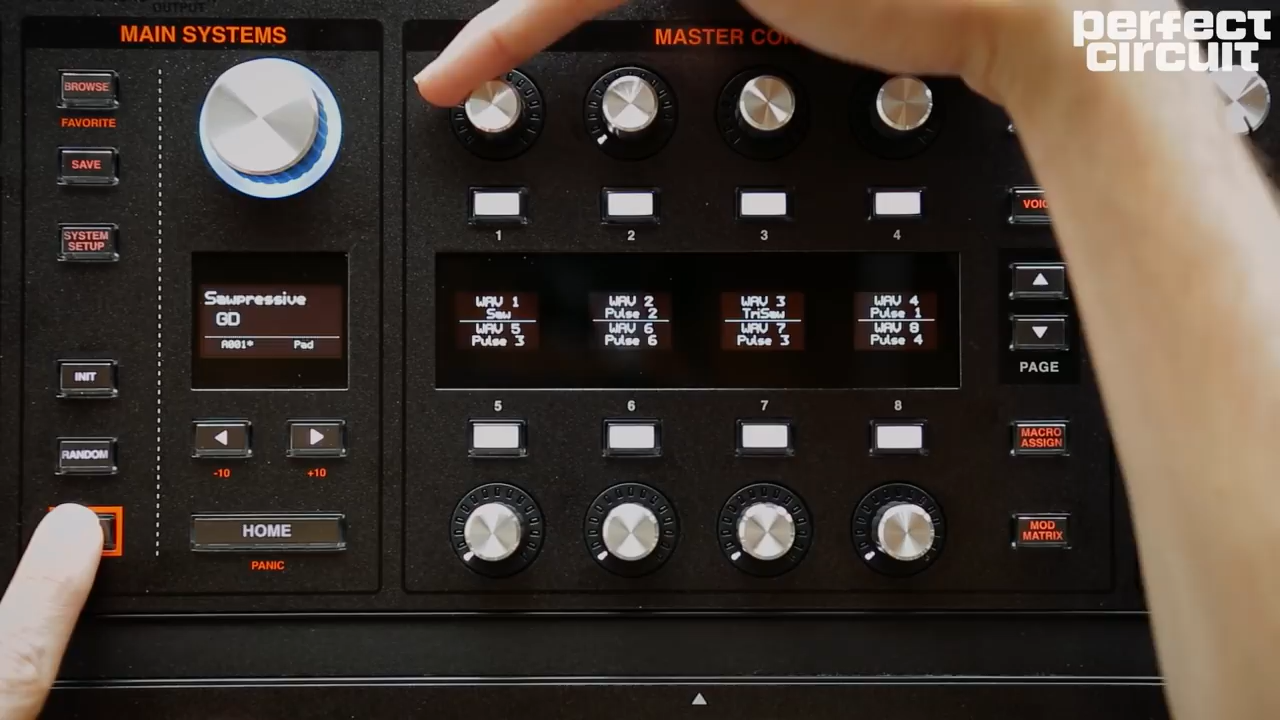 OUTPUT
MAIN SYSTEMS
MASTER CON
perfect
circuit
BROWSE
FAVORITE
SAVE
SYSTEM
SETUP
INIT
RANDOM
Sawpressive
GD
A001* Pad
-10 +10
HOME
PANIC
1 2 3 4
WAV 1
Saw
WAV 5
Pulse 3
WAV 2
Pulse 2
WAV 6
Pulse 6
WAV 3
TriSaw
WAV 7
Pulse 3
WAV 4
Pulse 1
WAV 8
Pulse 4
5 6 7 8
VOIC
PAGE
MACRO
ASSIGN
MOD
MATRIX